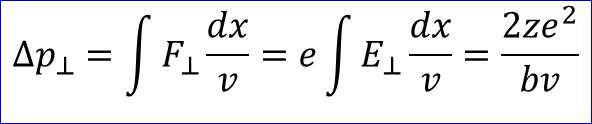 Δp⊥ = ∫ F⊥ dx/v = e ∫ E⊥ dx/v = 2ze²/bv